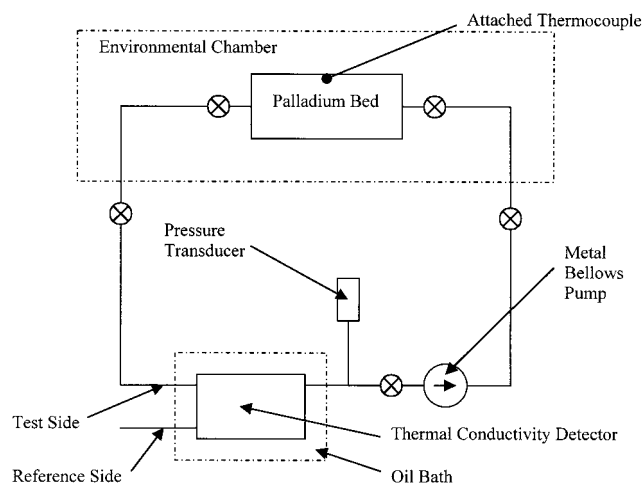 Attached Thermocouple
Environmental Chamber
Palladium Bed
Pressure
Transducer
Metal
Bellows
Pump
Test Side
Thermal Conductivity Detector
Reference Side
Oil Bath